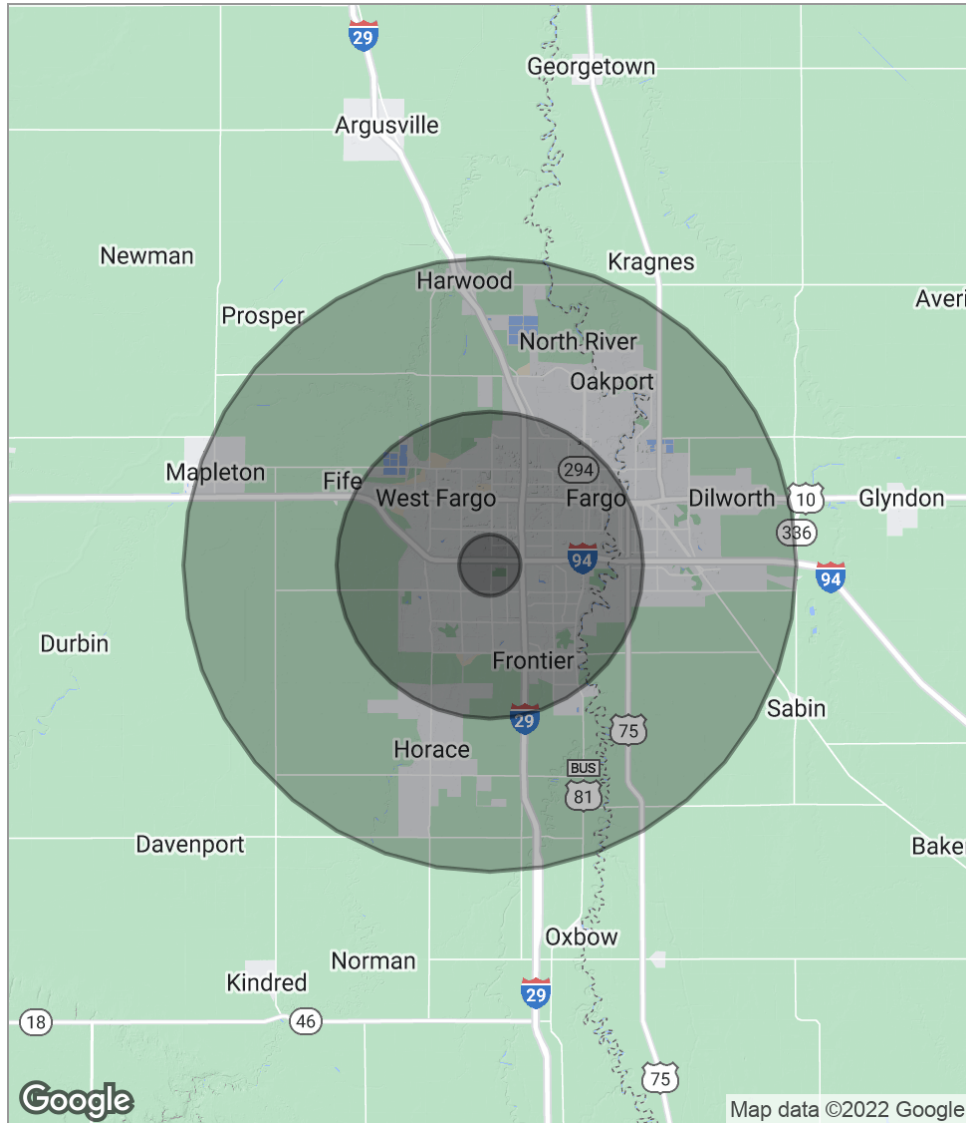 29
Georgetown
Argusville
Newman
Kragnes
Harwood
Averi
Prosper
North River
Oakport
Mapleton
294
Fife
West Fargo
Fargo
Dilworth
10
Glyndon
336
94
94
Durbin
Frontier
Sabin
29
75
Horace
BUS
81
Davenport
Baker
Oxbow
Norman
Kindred
29
18
46
75
Google
Map data ©2022 Google